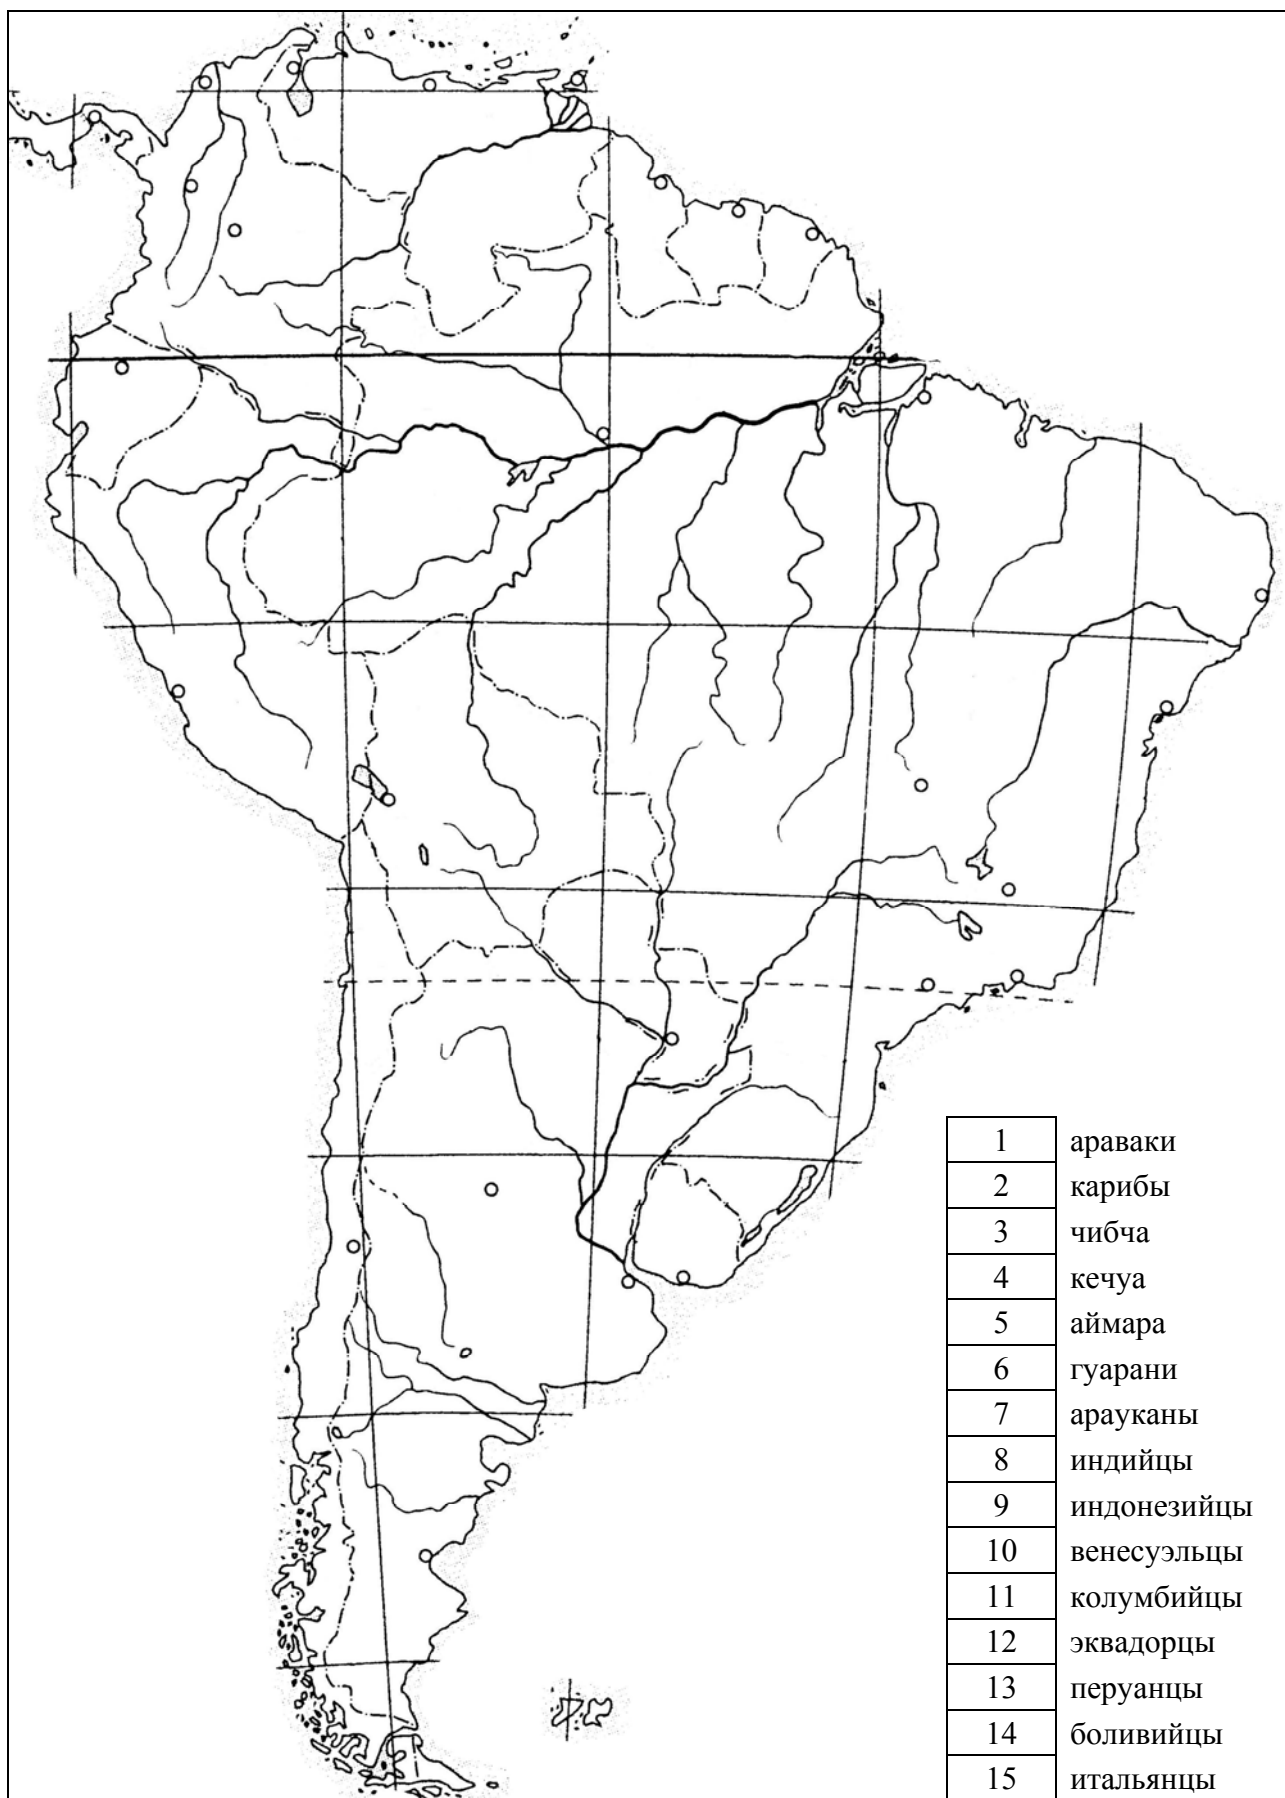 1 араваки
2 карибы
3 чибча
4 кечуа
5 аймара
6 гуарани
7 арауканы
8 индийцы
9 индонезийцы
10 венесуэльцы
11 колумбийцы
12 эквадорцы
13 перуанцы
14 боливийцы
15 итальянцы